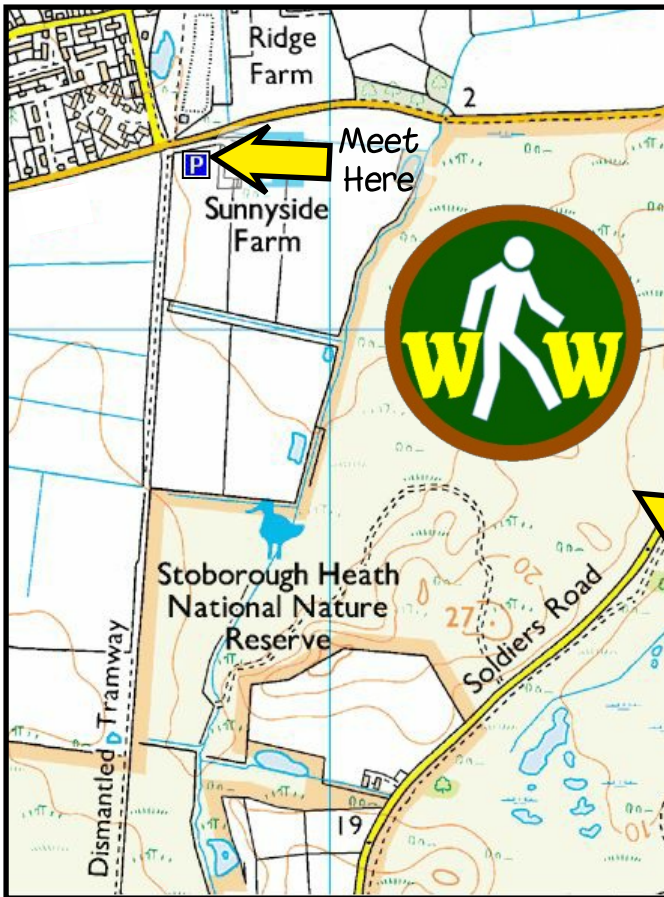 Ridge
Farm
2
P
Meet
Here
Sunnyside
Farm
W W
Stoborough Heath
National Nature
Reserve
20
27
Soldiers Road
Dismantled Tramway
19
10